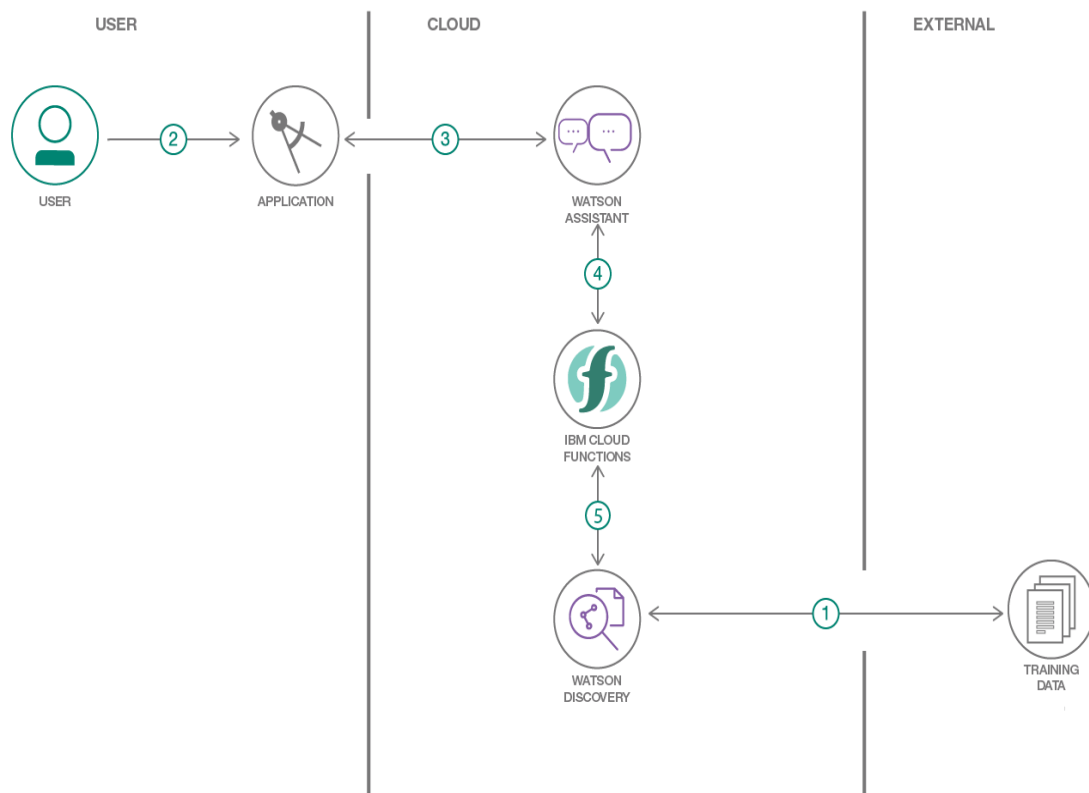 USER
CLOUD
EXTERNAL
2
3
USER
APPLICATION
WATSON
ASSISTANT
4
IBM CLOUD
FUNCTIONS
5
1
WATSON
DISCOVERY
TRAINING
DATA